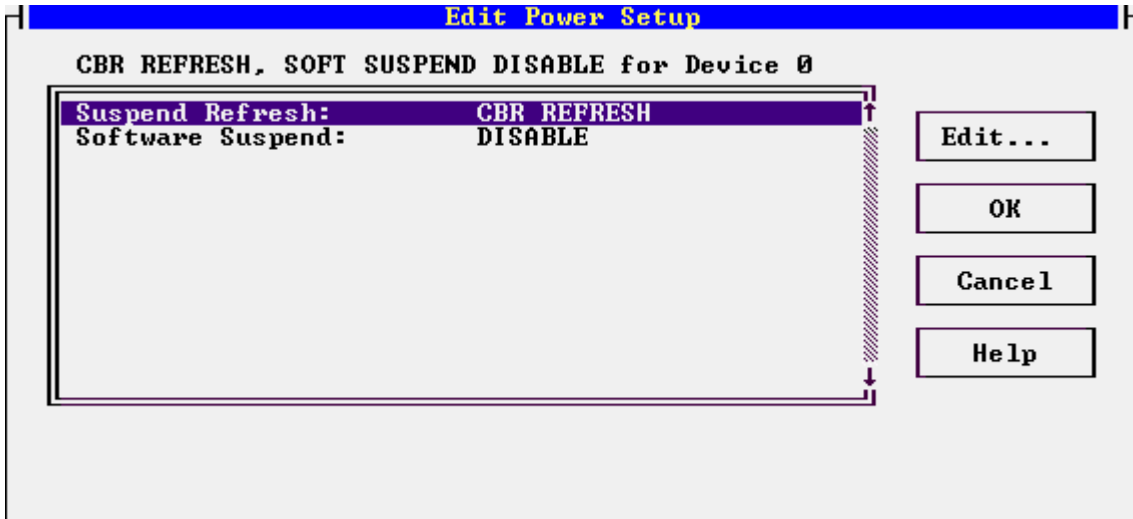 Edit Power Setup
CBR REFRESH, SOFT SUSPEND DISABLE for Device 0
Suspend Refresh: CBR REFRESH
Software Suspend: DISABLE
Edit...
OK
Cancel
Help